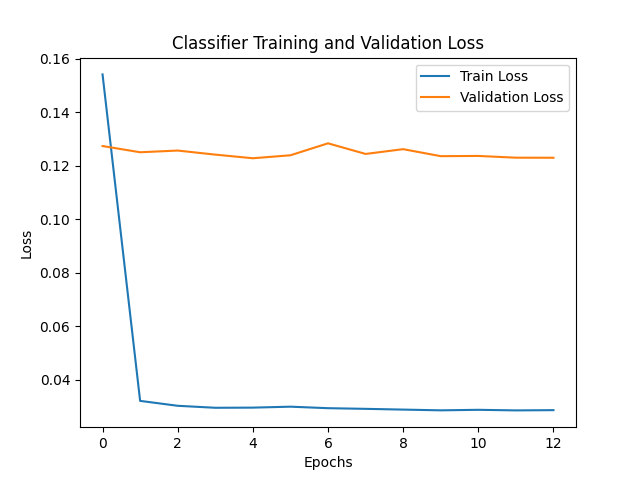 Classifier Training and Validation Loss
Train Loss
Validation Loss
0.16
0.14
0.12
0.10
0.08
0.06
0.04
Loss
0 2 4 6 8 10 12
Epochs